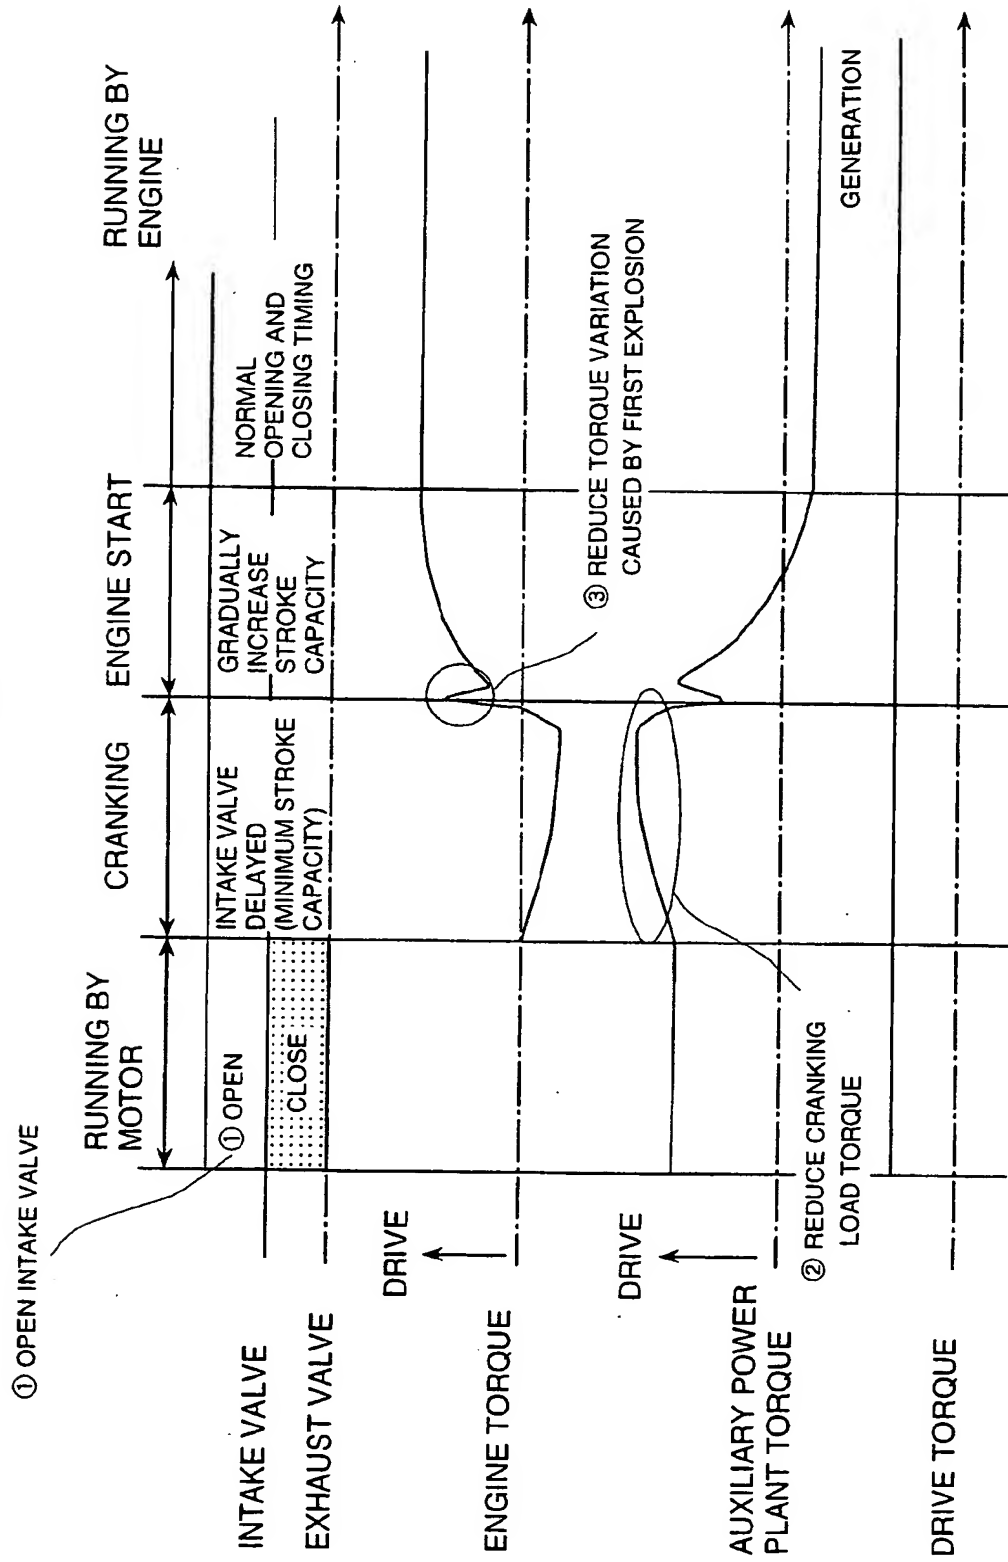 ① OPEN INTAKE VALVE
RUNNING BY
MOTOR
CRANKING
ENGINE START
RUNNING BY
ENGINE
INTAKE VALVE
① OPEN
INTAKE VALVE
DELAYED
(MINIMUM STROKE
CAPACITY)
GRADUALLY
INCREASE
STROKE
CAPACITY
NORMAL
OPENING AND
CLOSING TIMING
EXHAUST VALVE
CLOSE
DRIVE
ENGINE TORQUE
③ REDUCE TORQUE VARIATION
CAUSED BY FIRST EXPLOSION
DRIVE
AUXILIARY POWER
PLANT TORQUE
② REDUCE CRANKING
LOAD TORQUE
GENERATION
DRIVE TORQUE